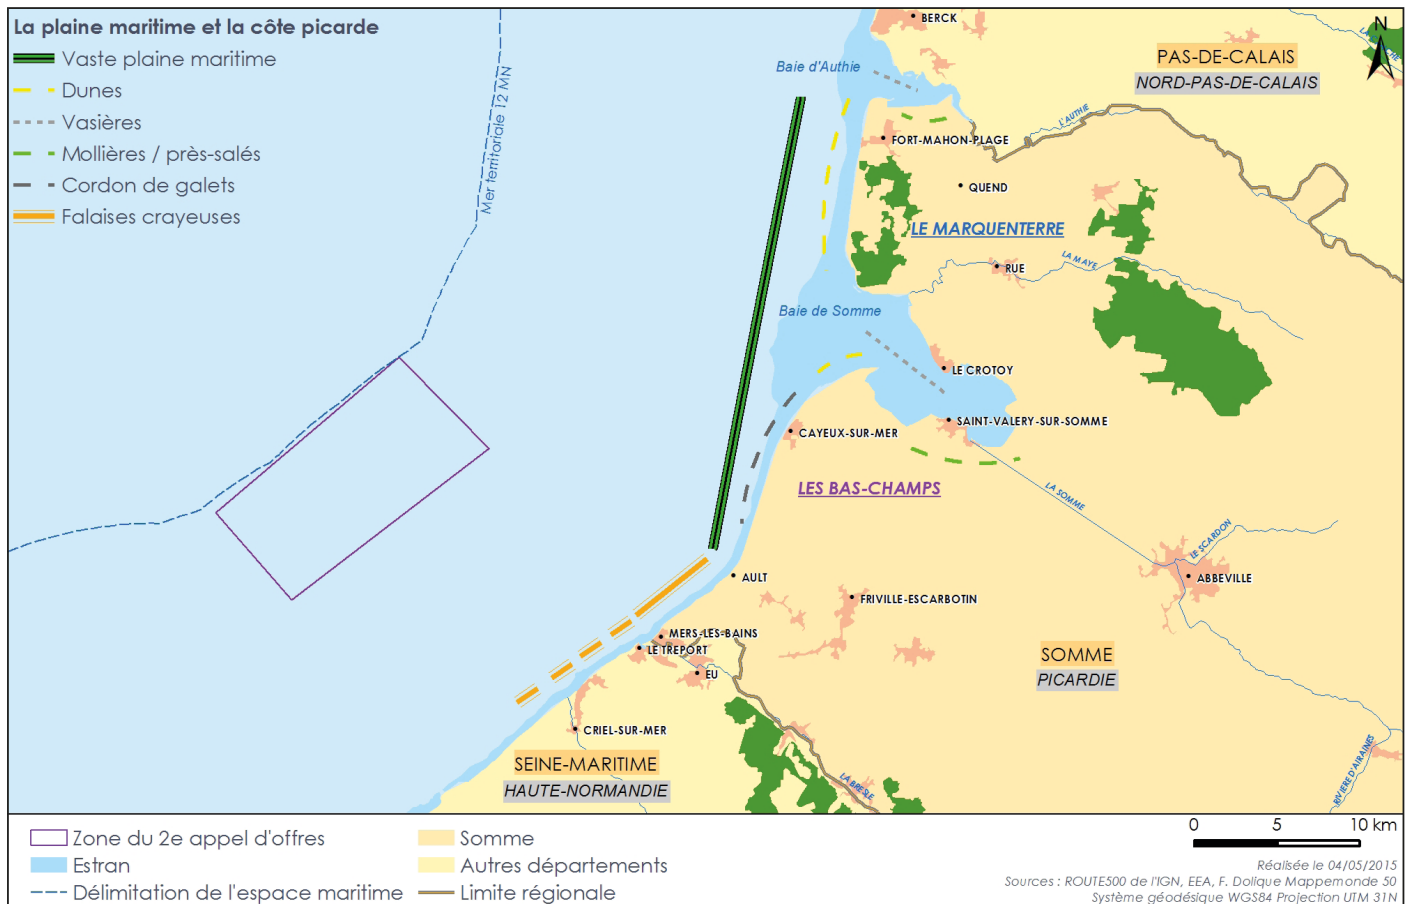 La plaine maritime et la côte picarde
Vaste plaine maritime
Dunes
Vasières
Mollières / près-salés
Cordon de galets
Falaises crayeuses
Mer territoriale 12 MN
BERCK
N
PAS-DE-CALAIS
NORD-PAS-DE-CALAIS
Baie d'Authie
L'AUTHIE
FORT-MAHON-PLAGE
QUEND
LE MARQUENTERRE
RUE
LA MAYE
Baie de Somme
LE CROTOY
SAINT-VALERY-SUR-SOMME
CAYEUX-SUR-MER
LES BAS-CHAMPS
LA SOMME
LE SCARDON
ABBEVILLE
AULT
FRIVILLE-ESCARBOTIN
MERS-LES-BAINS
LE TREPORT
EU
SOMME
PICARDIE
CRIEL-SUR-MER
SEINE-MARITIME
HAUTE-NORMANDIE
LA BRESLE
RIVIERE D'AIRAINES
Zone du 2e appel d'offres
Estran
Délimitation de l'espace maritime
Somme
Autres départements
Limite régionale
0 5 10 km
Réalisée le 04/05/2015
Sources : ROUTE500 de l'IGN, EEA, F. Dolique Mappemonde 50
Système géodésique WGS84 Projection UTM 31N